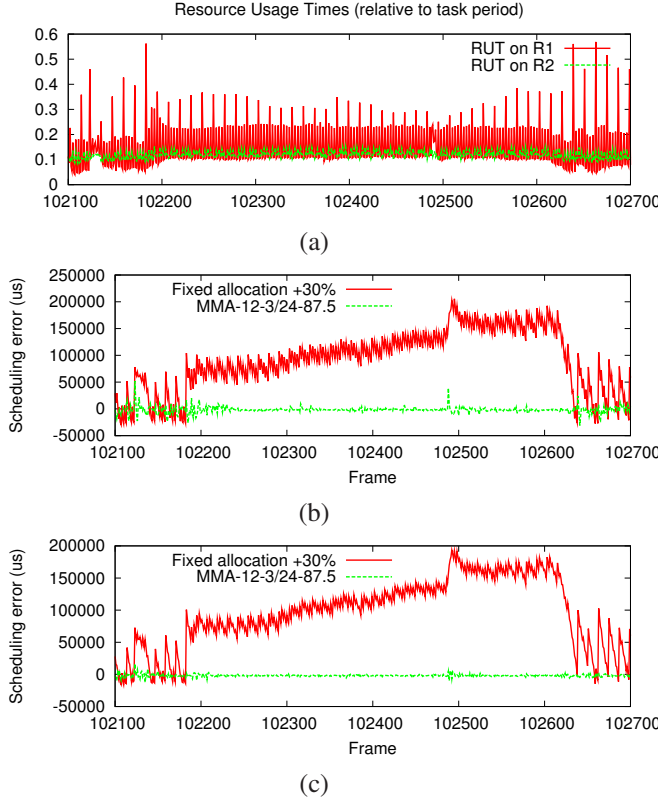 Resource Usage Times (relative to task period)
0.6
0.5
0.4
0.3
0.2
0.1
0
RUT on R1
RUT on R2
102100 102200 102300 102400 102500 102600 102700
(a)
Scheduling error (us)
250000
200000
150000
100000
50000
0
-50000
Fixed allocation +30%
MMA-12-3/24-87.5
102100 102200 102300 102400 102500 102600 102700
Frame
(b)
Scheduling error (us)
200000
150000
100000
50000
0
-50000
Fixed allocation +30%
MMA-12-3/24-87.5
102100 102200 102300 102400 102500 102600 102700
Frame
(c)